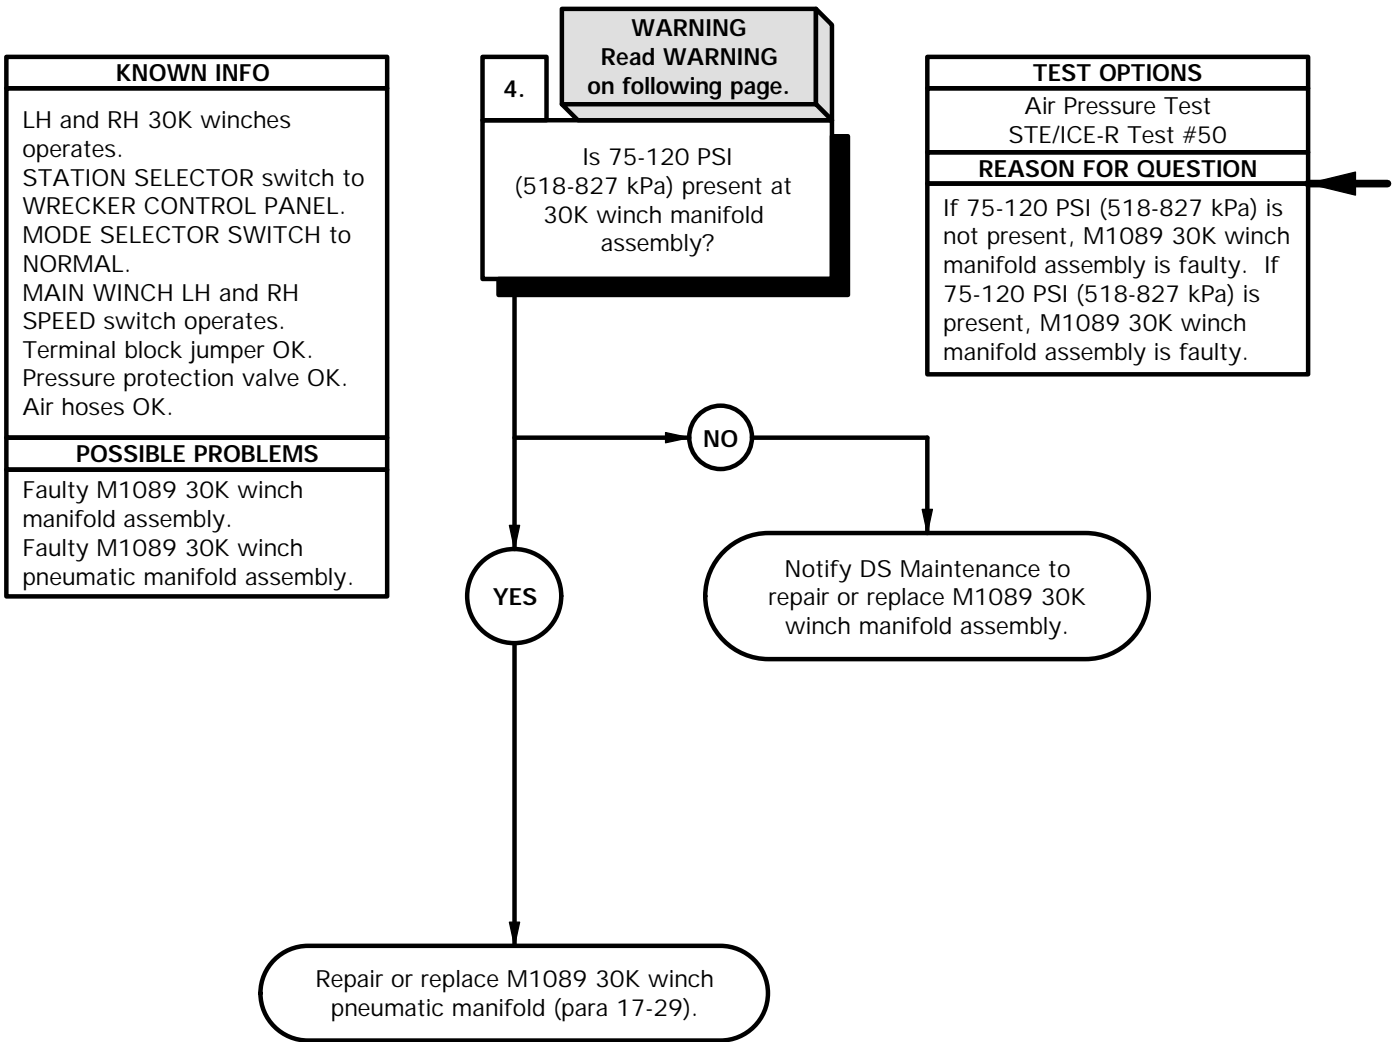 KNOWN INFO
LH and RH 30K winches
operates.
STATION SELECTOR switch to
WRECKER CONTROL PANEL.
MODE SELECTOR SWITCH to
NORMAL.
MAIN WINCH LH and RH
SPEED switch operates.
Terminal block jumper OK.
Pressure protection valve OK.
Air hoses OK.
POSSIBLE PROBLEMS
Faulty M1089 30K winch
manifold assembly.
Faulty M1089 30K winch
pneumatic manifold assembly.
WARNING
Read WARNING
on following page.
4.
Is 75-120 PSI
(518-827 kPa) present at
30K winch manifold
assembly?
TEST OPTIONS
Air Pressure Test
STE/ICE-R Test #50
REASON FOR QUESTION
If 75-120 PSI (518-827 kPa) is
not present, M1089 30K winch
manifold assembly is faulty.  If
75-120 PSI (518-827 kPa) is
present, M1089 30K winch
manifold assembly is faulty.
NO
YES
Notify DS Maintenance to
repair or replace M1089 30K
winch manifold assembly.
Repair or replace M1089 30K winch
pneumatic manifold (para 17-29).